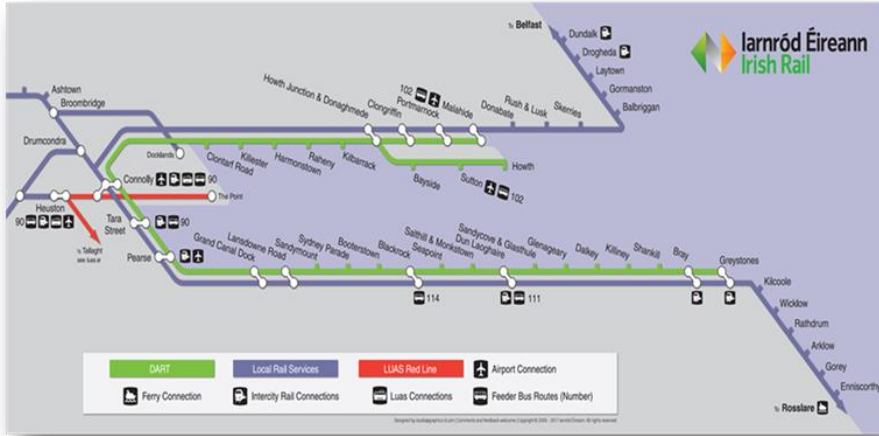 To Belfast
Dundalk
Drogheda
Laytown
Gormanston
Balbriggan
Iarnród Éireann
Irish Rail
Skerries
Rush & Lusk
Donabate
Malahide
102
Portmarnock
Clongriffin
Howth Junction & Donaghmede
Ashtown
Broombridge
Drumcondra
Docklands
Clontarf Road
Killester
Harmonstown
Raheny
Kilbarrack
Bayside
Sutton
102
Howth
Connolly
90
The Point
Heuston
90
To Tallaght
Tara
Street
90
Pearse
Grand Canal Dock
Lansdowne
Road
Sandymount
Sydney Parade
Booterstown
Blackrock
Seapoint
Salthill & Monkstown
Dun Laoghaire
Sandycove & Glasthule
Glenageary
Dalkey
Killiney
Shankill
Bray
Greystones
114
111
Kilcoole
Wicklow
Rathdrum
Arklow
Gorey
Enniscorthy
To Rosslare
DART
Local Rail Services
LUAS Red Line
Airport Connection
Ferry Connection
Intercity Rail Connections
Luas Connections
Feeder Bus Routes (Number)